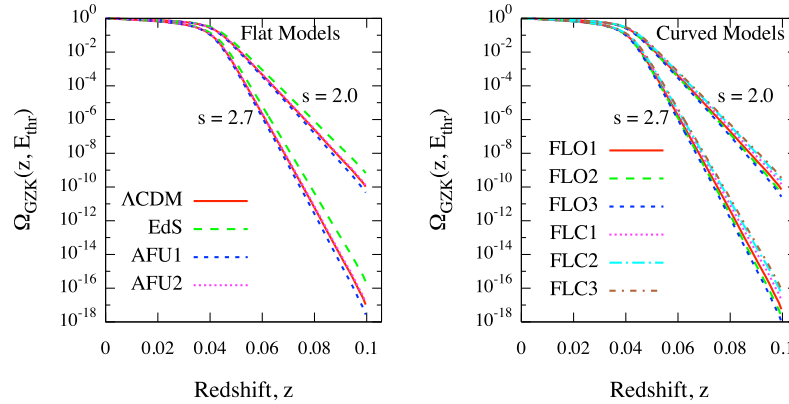 Flat Models
Ω_GZK(z, E_thr)
10^0
10^-2
10^-4
10^-6
10^-8
10^-10
10^-12
10^-14
10^-16
10^-18
s = 2.0
s = 2.7
ΛCDM
EdS
AFU1
AFU2
0 0.02 0.04 0.06 0.08 0.1
Redshift, z
Curved Models
Ω_GZK(z, E_thr)
10^0
10^-2
10^-4
10^-6
10^-8
10^-10
10^-12
10^-14
10^-16
10^-18
s = 2.0
s = 2.7
FLO1
FLO2
FLO3
FLC1
FLC2
FLC3
0 0.02 0.04 0.06 0.08 0.1
Redshift, z